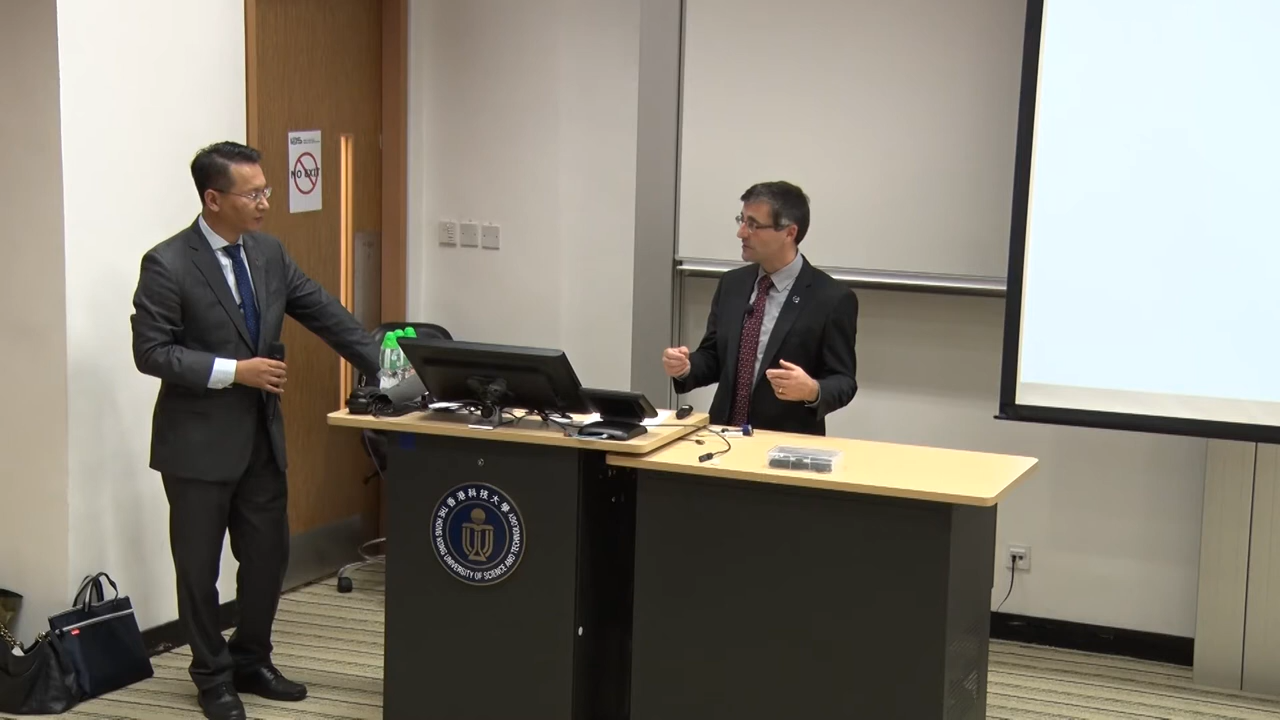 NO EXIT
香港科技大學
THE HONG KONG UNIVERSITY OF SCIENCE AND TECHNOLOGY